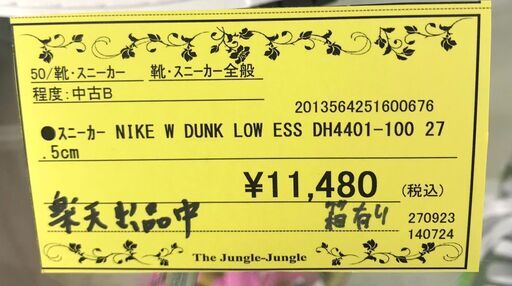 50/靴・スニーカー 靴・スニーカー全般
程度:中古B
2013564251600676
●スニーカー NIKE W DUNK LOW ESS DH4401-100 27
.5cm
¥11,480 (税込)
楽天出品中 箱有り
270923
140724
The Jungle-Jungle